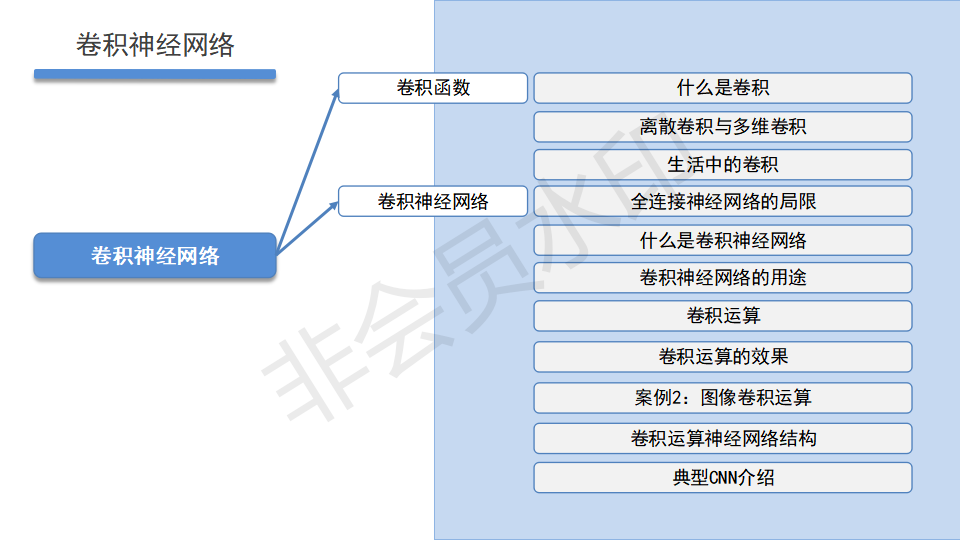 卷积神经网络
卷积函数
什么是卷积
离散卷积与多维卷积
生活中的卷积
卷积神经网络
全连接神经网络的局限
卷积神经网络
什么是卷积神经网络
卷积神经网络的用途
卷积运算
卷积运算的效果
案例2：图像卷积运算
卷积运算神经网络结构
典型CNN介绍
非会员水印